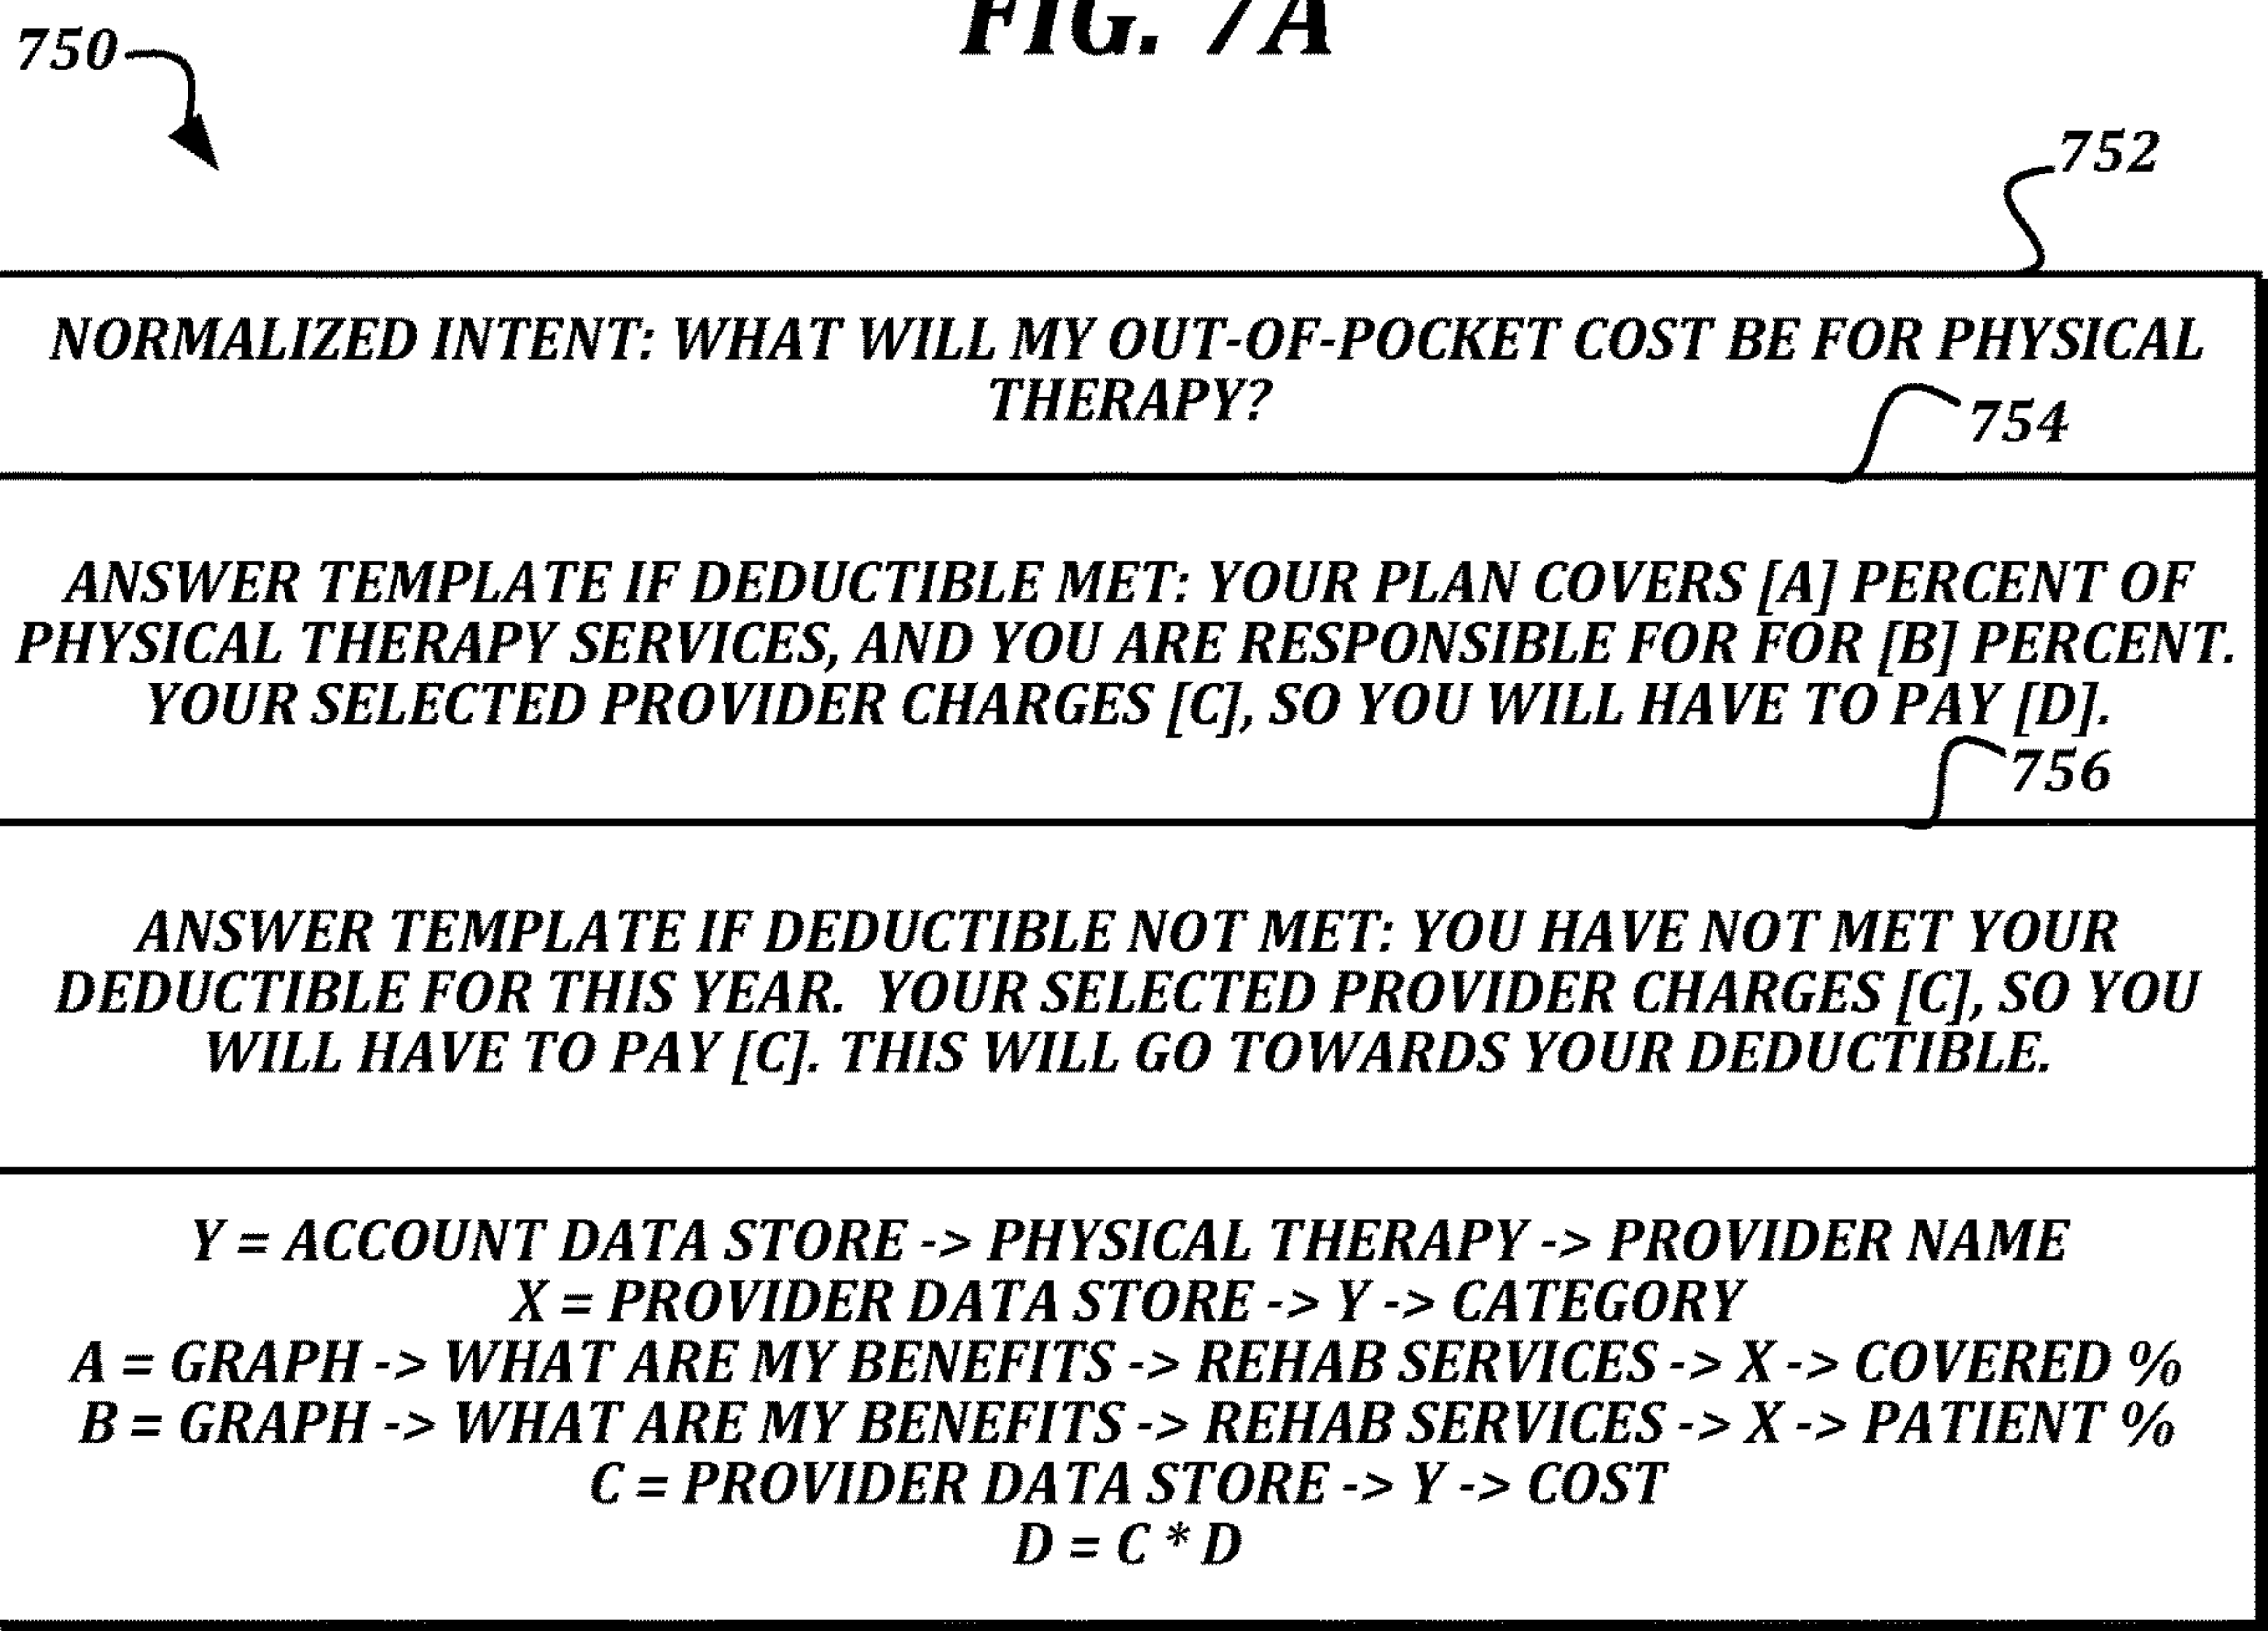 FIG. 7A
750
752
NORMALIZED INTENT: WHAT WILL MY OUT-OF-POCKET COST BE FOR PHYSICAL
THERAPY?
754
ANSWER TEMPLATE IF DEDUCTIBLE MET: YOUR PLAN COVERS [A] PERCENT OF
PHYSICAL THERAPY SERVICES, AND YOU ARE RESPONSIBLE FOR FOR [B] PERCENT.
YOUR SELECTED PROVIDER CHARGES [C], SO YOU WILL HAVE TO PAY [D].
756
ANSWER TEMPLATE IF DEDUCTIBLE NOT MET: YOU HAVE NOT MET YOUR
DEDUCTIBLE FOR THIS YEAR. YOUR SELECTED PROVIDER CHARGES [C], SO YOU
WILL HAVE TO PAY [C]. THIS WILL GO TOWARDS YOUR DEDUCTIBLE.
Y = ACCOUNT DATA STORE -> PHYSICAL THERAPY -> PROVIDER NAME
X = PROVIDER DATA STORE -> Y -> CATEGORY
A = GRAPH -> WHAT ARE MY BENEFITS -> REHAB SERVICES -> X -> COVERED %
B = GRAPH -> WHAT ARE MY BENEFITS -> REHAB SERVICES -> X -> PATIENT %
C = PROVIDER DATA STORE -> Y -> COST
D = C * D